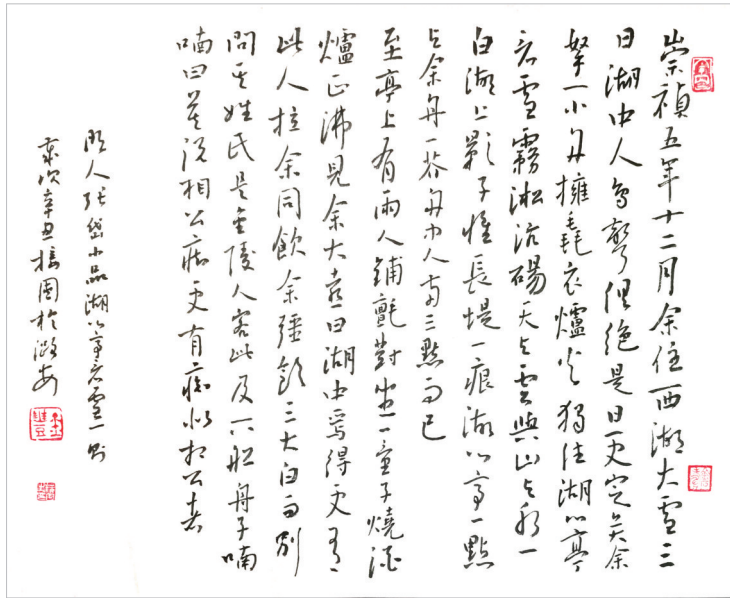 崇禎五年十二月余住西湖大雪三
日湖中人鳥聲俱絕是日更定矣余
拏一小舟擁毳衣爐火獨往湖心亭
看雪霧淞沆碭天与雲與山与水一
白湖上影子惟長堤一痕湖心亭一點
与余舟一芥舟中人兩三點而已
至亭上有兩人鋪氈對坐一童子燒酒
爐正沸見余大喜曰湖中焉得更有
此人拉余同飲余強飲三大白而別
問其姓氏是金陵人客此及下船舟子喃
喃曰莫說相公痴更有痴似相公者
明人張岱小品湖心亭看雪一則
歲次辛丑